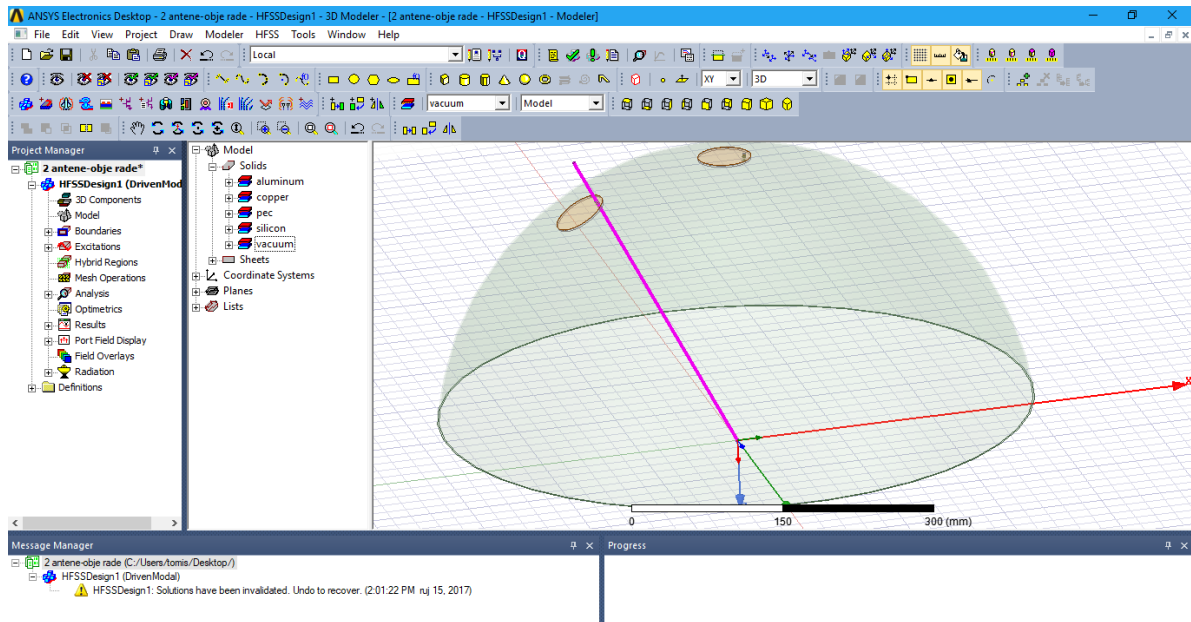 ANSYS Electronics Desktop - 2 antene-obje rade - HFSSDesign1 - 3D Modeler - [2 antene-obje rade - HFSSDesign1 - Modeler]
File Edit View Project Draw Modeler HFSS Tools Window Help
Local
XY 3D
vacuum Model
Project Manager
2 antene-obje rade*
HFSSDesign1 (DrivenMod
3D Components
Model
Boundaries
Excitations
Hybrid Regions
Mesh Operations
Analysis
Optimetrics
Results
Port Field Display
Field Overlays
Radiation
Definitions
Model
Solids
aluminum
copper
pec
silicon
vacuum
Sheets
Coordinate Systems
Planes
Lists
X
0 150 300 (mm)
Message Manager
2 antene-obje rade (C:/Users/tomis/Desktop/)
HFSSDesign1 (DrivenModal)
HFSSDesign1: Solutions have been invalidated. Undo to recover. (2:01:22 PM ruj 15, 2017)
Progress